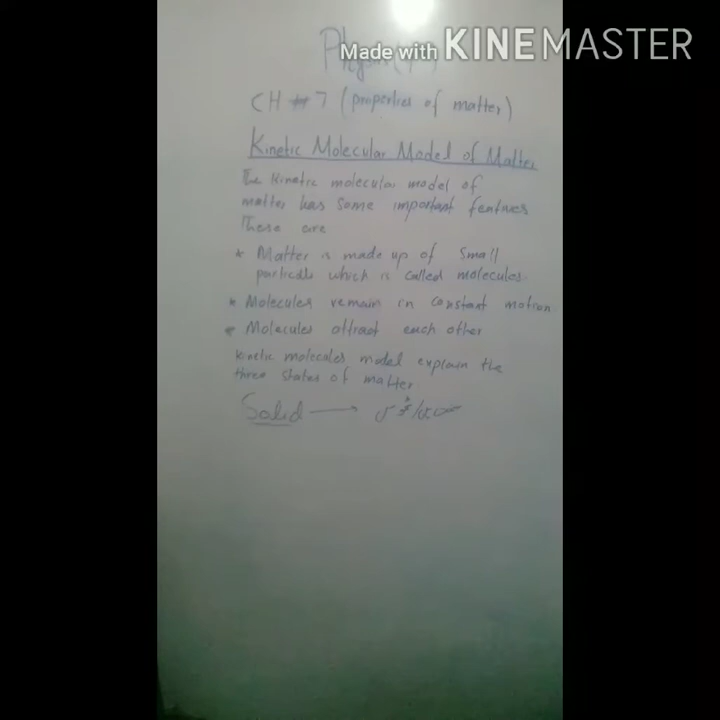 Made with KINEMASTER
CH # 7 (properties of matter)
Kinetic Molecular Model of Matter
The kinetic molecular model of
matter has some important featives
These are
* Matter is made up of small
particals which is called molecules.
* Molecules remain in constant motion
* Molecules attract each other
kinetic molecules model explain the
three states of matter
Solid →